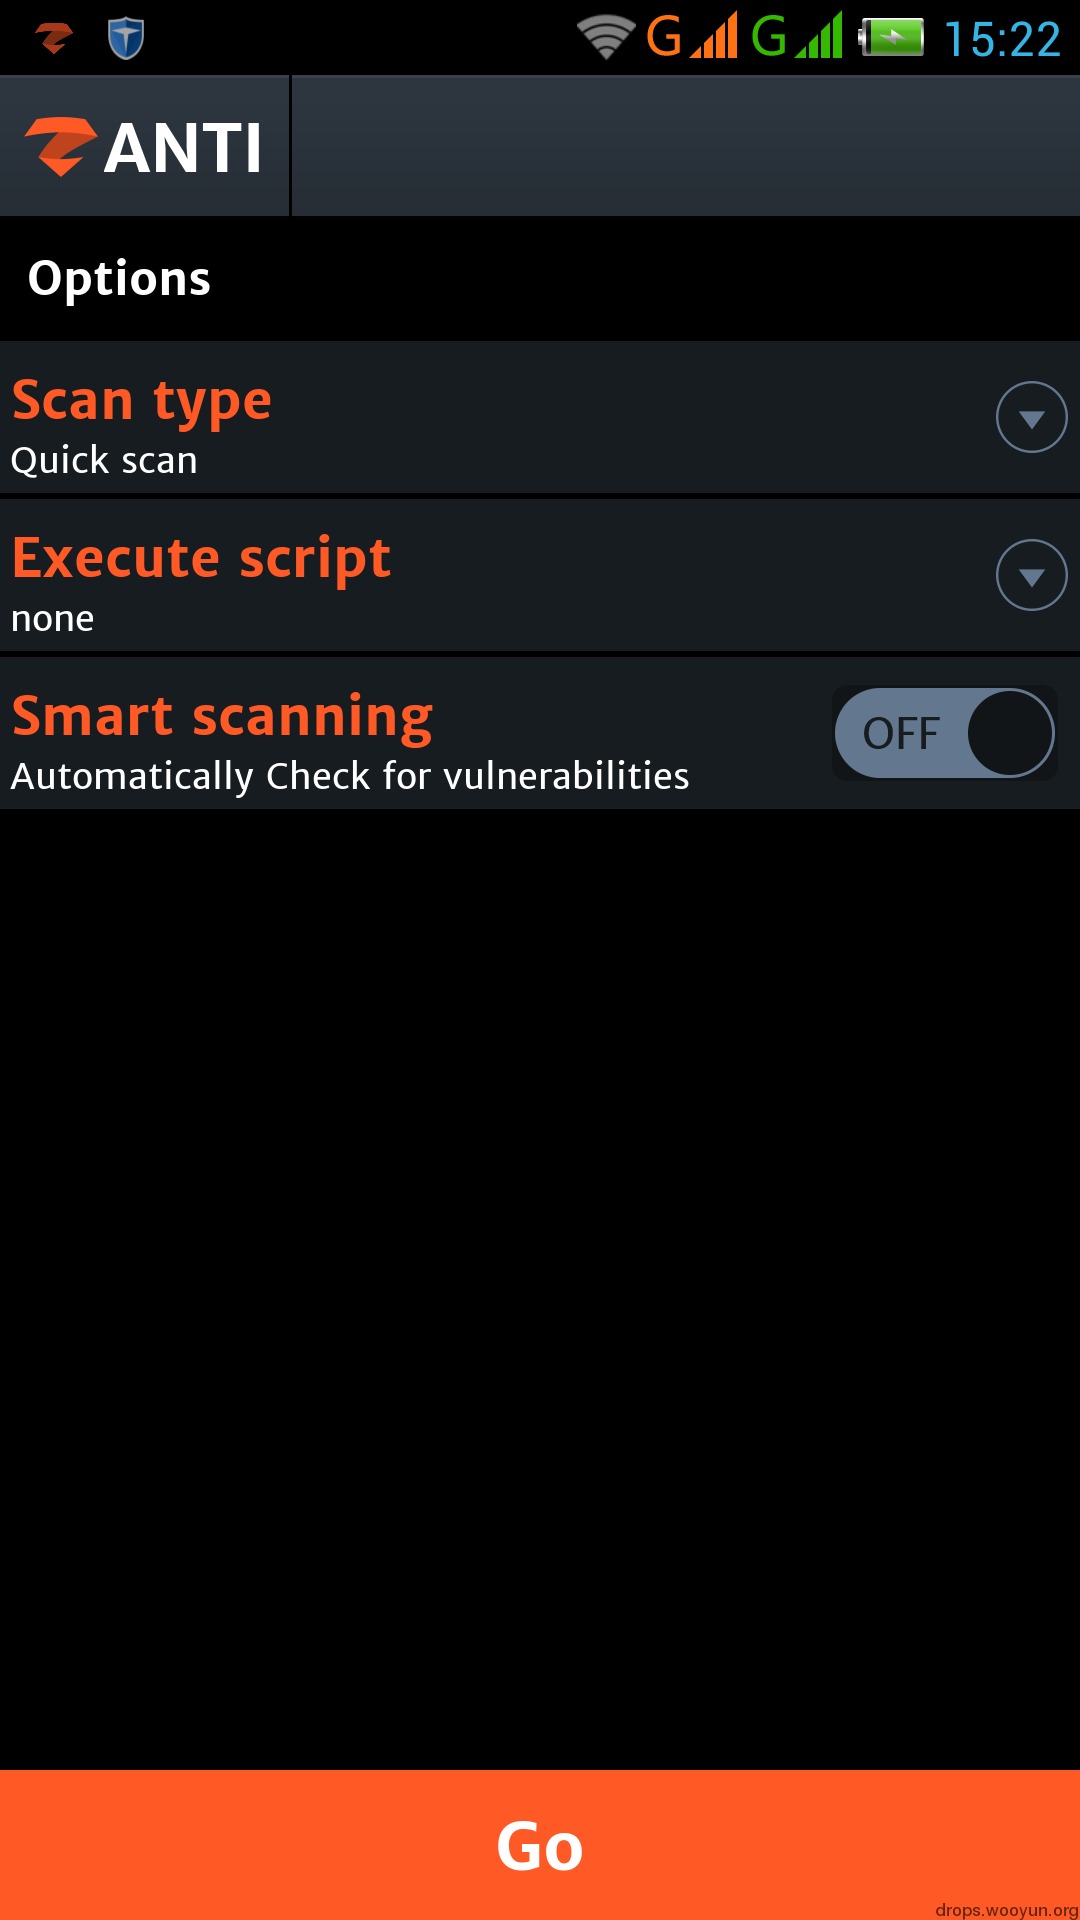 G G 15:22
ANTI
Options
Scan type
Quick scan
Execute script
none
Smart scanning
OFF
Automatically Check for vulnerabilities
Go
drops.wooyun.org